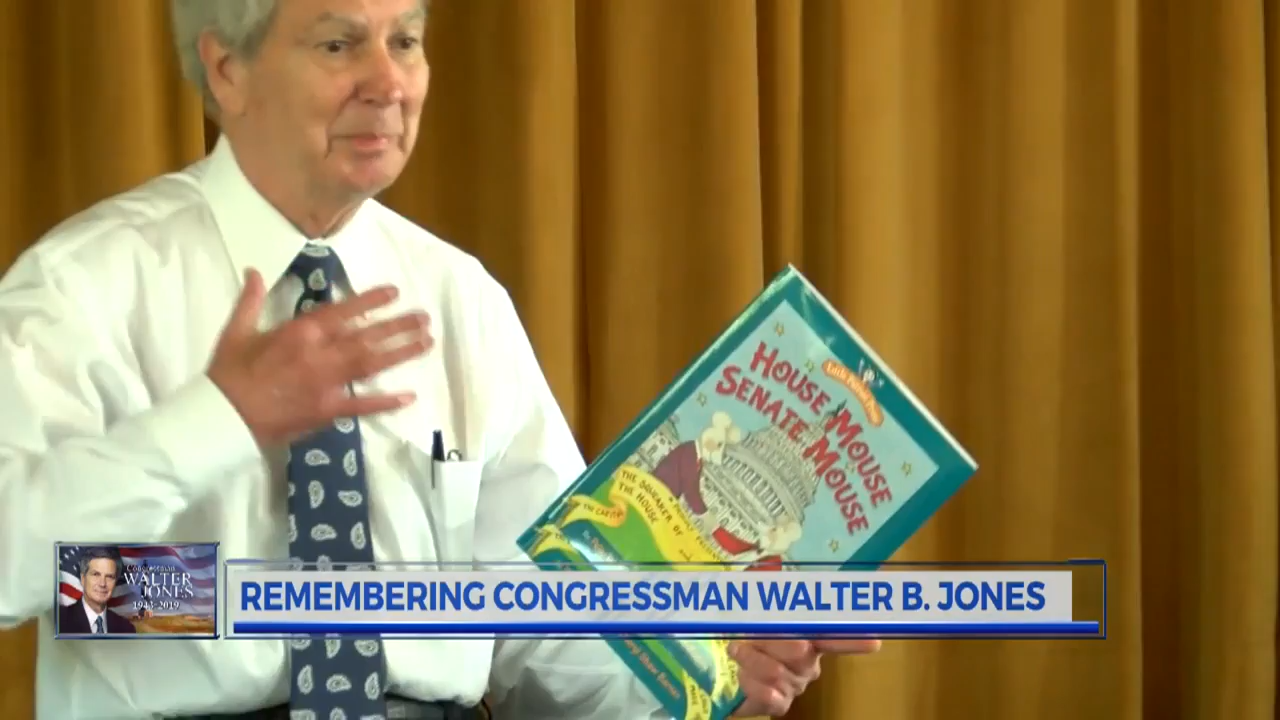 Little Patriot Press
HOUSE MOUSE
SENATE MOUSE
THE SQUEAKER OF
THE HOUSE
Congressman
WALTER
JONES
1943-2019
REMEMBERING CONGRESSMAN WALTER B. JONES